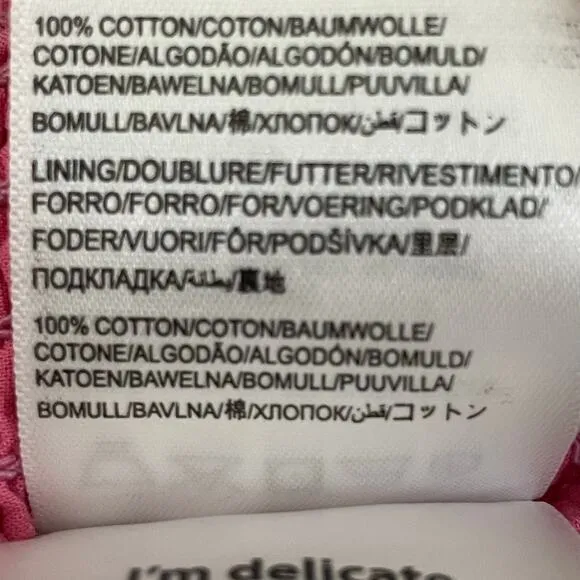 100% COTTON/COTON/BAUMWOLLE/
COTONE/ALGODÃO/ALGODÓN/BOMULD/
KATOEN/BAWELNA/BOMULL/PUUVILLA/
BOMULL/BAVLNA/棉/ХЛОПОК/قطن/コットン
LINING/DOUBLURE/FUTTER/RIVESTIMENTO/
FORRO/FORRO/FOR/VOERING/PODKLAD/
FODER/VUORI/FÔR/PODŠÍVKA/里层/
ПОДКЛАДКА/بطانة/裏地
100% COTTON/COTON/BAUMWOLLE/
COTONE/ALGODÃO/ALGODÓN/BOMULD/
KATOEN/BAWELNA/BOMULL/PUUVILLA/
BOMULL/BAVLNA/棉/ХЛОПОК/قطن/コットン
I'm delicate